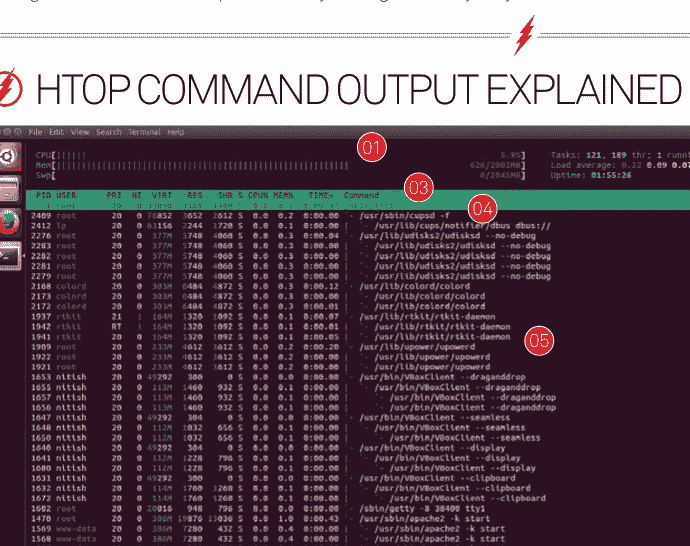 HTOP COMMAND OUTPUT EXPLAINED
File Edit View Search Terminal Help
01
CPU[|||||| 5.9%] Tasks: 121, 189 thr; 1 runni
Mem[ 626/2002MB] Load average: 0.22 0.09 0.07
Swp[ 0/2045MB] Uptime: 01:55:26
03
PID USER PRI NI VIRT RES SHR S CPU% MEM% TIME+ Command
04
2409 root 20 0 76852 3652 2612 S 0.0 0.2 0:00.00 `- /usr/sbin/cupsd -f
2412 lp 20 0 63156 2244 1720 S 0.0 0.1 0:00.00 | `- /usr/lib/cups/notifier/dbus dbus://
2276 root 20 0 377M 5748 4060 S 0.0 0.3 0:00.04 `- /usr/lib/udisks2/udisksd --no-debug
2283 root 20 0 377M 5748 4060 S 0.0 0.3 0:00.00 | `- /usr/lib/udisks2/udisksd --no-debug
2282 root 20 0 377M 5748 4060 S 0.0 0.3 0:00.00 | `- /usr/lib/udisks2/udisksd --no-debug
2281 root 20 0 377M 5748 4060 S 0.0 0.3 0:00.00 | `- /usr/lib/udisks2/udisksd --no-debug
2279 root 20 0 377M 5748 4060 S 0.0 0.3 0:00.00 | `- /usr/lib/udisks2/udisksd --no-debug
2168 colord 20 0 303M 6484 4872 S 0.0 0.3 0:00.12 `- /usr/lib/colord/colord
2173 colord 20 0 303M 6484 4872 S 0.0 0.3 0:00.00 | `- /usr/lib/colord/colord
2172 colord 20 0 303M 6484 4872 S 0.0 0.3 0:00.01 | `- /usr/lib/colord/colord
1937 rtkit 21 1 164M 1320 1092 S 0.0 0.1 0:00.07 `- /usr/lib/rtkit/rtkit-daemon
1942 rtkit RT 1 164M 1320 1092 S 0.0 0.1 0:00.01 | `- /usr/lib/rtkit/rtkit-daemon
1941 rtkit 20 1 164M 1320 1092 S 0.0 0.1 0:00.05 | `- /usr/lib/rtkit/rtkit-daemon
05
1909 root 20 0 233M 4612 3612 S 0.0 0.2 0:00.28 `- /usr/lib/upower/upowerd
1922 root 20 0 233M 4612 3612 S 0.0 0.2 0:00.00 | `- /usr/lib/upower/upowerd
1921 root 20 0 233M 4612 3612 S 0.0 0.2 0:00.00 | `- /usr/lib/upower/upowerd
1653 nitish 20 0 49292 300 0 S 0.0 0.0 0:00.00 `- /usr/bin/VBoxClient --draganddrop
1655 nitish 20 0 113M 1460 932 S 0.0 0.1 0:00.00 | `- /usr/bin/VBoxClient --draganddrop
1657 nitish 20 0 113M 1460 932 S 0.0 0.1 0:00.00 | `- /usr/bin/VBoxClient --draganddrop
1656 nitish 20 0 113M 1460 932 S 0.0 0.1 0:00.00 | `- /usr/bin/VBoxClient --draganddrop
1647 nitish 20 0 49292 304 0 S 0.0 0.0 0:00.00 `- /usr/bin/VBoxClient --seamless
1648 nitish 20 0 112M 1032 656 S 0.0 0.1 0:00.00 | `- /usr/bin/VBoxClient --seamless
1650 nitish 20 0 112M 1032 656 S 0.0 0.1 0:00.00 | `- /usr/bin/VBoxClient --seamless
1640 nitish 20 0 49292 304 0 S 0.0 0.0 0:00.00 `- /usr/bin/VBoxClient --display
1641 nitish 20 0 112M 1228 796 S 0.0 0.1 0:00.00 | `- /usr/bin/VBoxClient --display
1680 nitish 20 0 112M 1228 796 S 0.0 0.1 0:00.00 | `- /usr/bin/VBoxClient --display
1631 nitish 20 0 49292 300 0 S 0.0 0.0 0:00.00 `- /usr/bin/VBoxClient --clipboard
1632 nitish 20 0 114M 1760 1260 S 0.0 0.1 0:00.00 | `- /usr/bin/VBoxClient --clipboard
1672 nitish 20 0 114M 1760 1260 S 0.0 0.1 0:00.00 | `- /usr/bin/VBoxClient --clipboard
1602 root 20 0 20016 948 796 S 0.0 0.0 0:00.00 `- /sbin/getty -8 38400 tty1
1470 root 20 0 386M 19876 13036 S 0.0 1.0 0:00.43 `- /usr/sbin/apache2 -k start
1569 www-data 20 0 386M 7280 432 S 0.0 0.4 0:00.00 | `- /usr/sbin/apache2 -k start
1568 www-data 20 0 386M 7280 432 S 0.0 0.4 0:00.00 | `- /usr/sbin/apache2 -k start